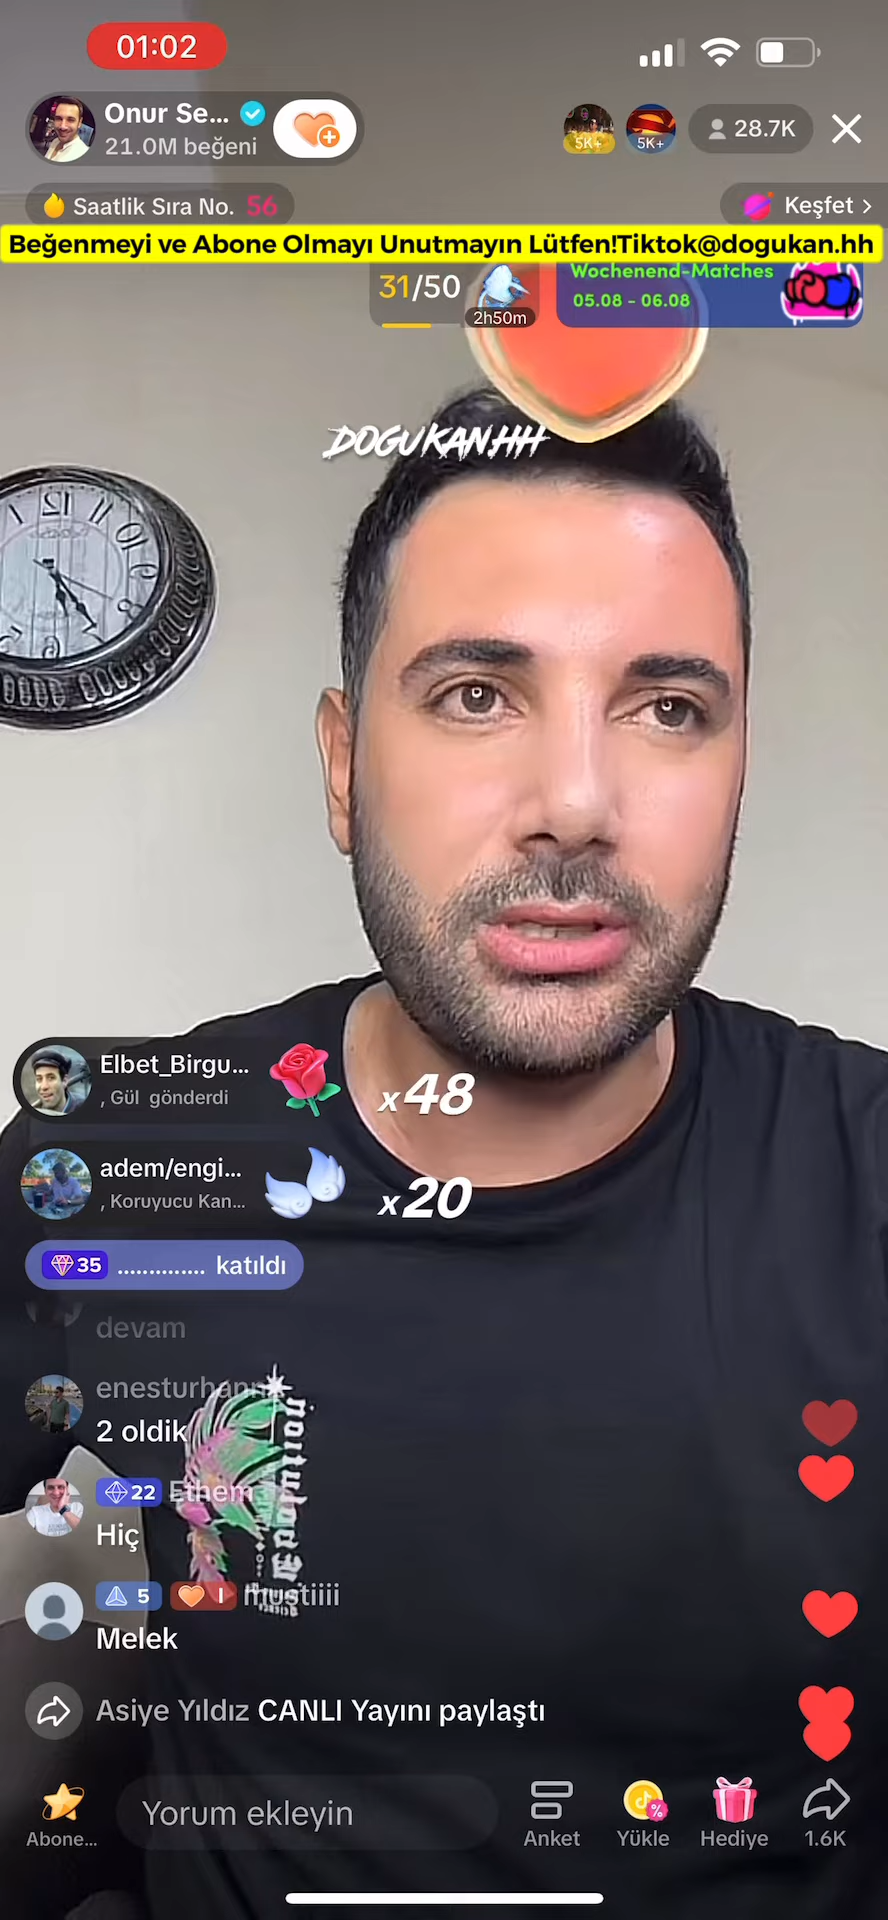 01:02
Onur Se...
21.0M beğeni
5K+
5K+
28.7K
Saatlik Sıra No. 56
Keşfet >
Beğenmeyi ve Abone Olmayı Unutmayın Lütfen!Tiktok@dogukan.hh
31/50
2h50m
Wochenend-Matches
05.08 - 06.08
DOGUKAN.HH
Elbet_Birgu...
, Gül gönderdi
x48
adem/engi...
, Koruyucu Kan...
x20
35 .............. katıldı
devam
enesturhann
2 oldik
22 Ethem
Hiç
5 I mustiiii
Melek
Asiye Yıldız CANLI Yayını paylaştı
Abone...
Yorum ekleyin
Anket
Yükle
Hediye
1.6K